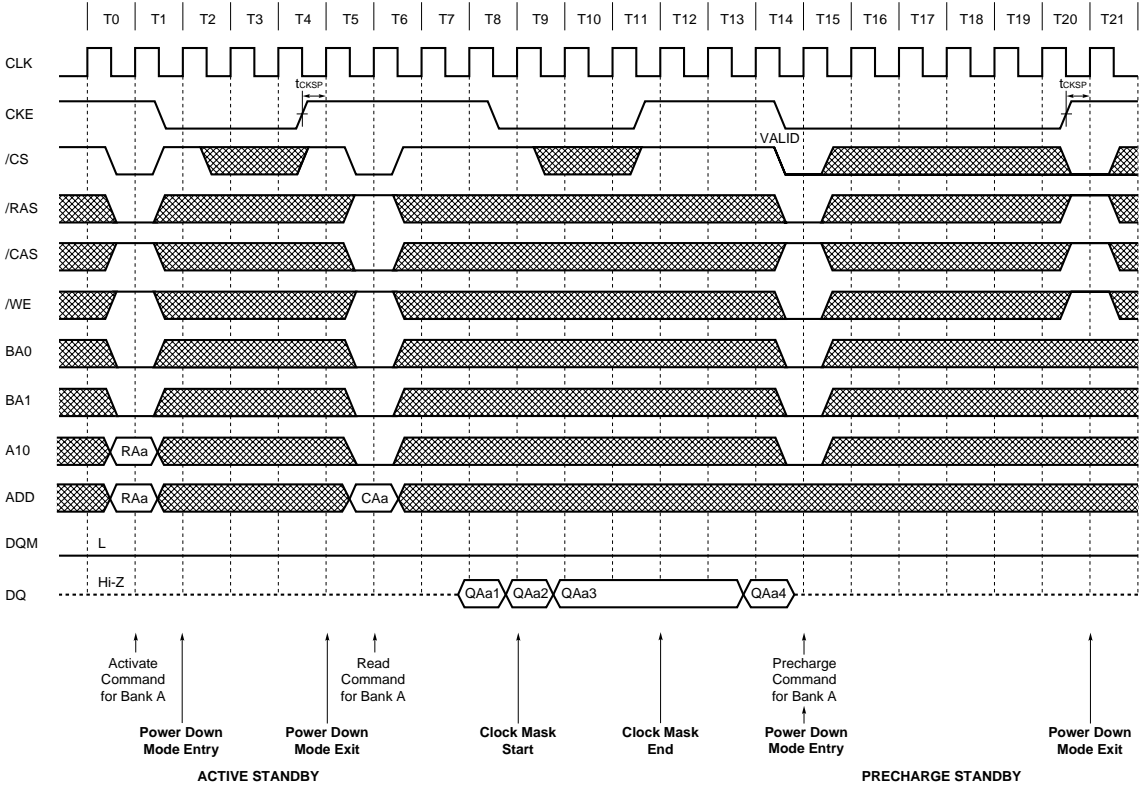 T0 T1 T2 T3 T4 T5 T6 T7 T8 T9 T10 T11 T12 T13 T14 T15 T16 T17 T18 T19 T20 T21
CLK
tCKSP tCKSP
CKE
VALID
/CS
/RAS
/CAS
/WE
BA0
BA1
A10 RAa
ADD RAa CAa
DQM L
Hi-Z
DQ QAa1 QAa2 QAa3 QAa4
Activate
Command
for Bank A
Read
Command
for Bank A
Precharge
Command
for Bank A
Power Down
Mode Entry
Power Down
Mode Exit
Clock Mask
Start
Clock Mask
End
Power Down
Mode Entry
Power Down
Mode Exit
ACTIVE STANDBY
PRECHARGE STANDBY